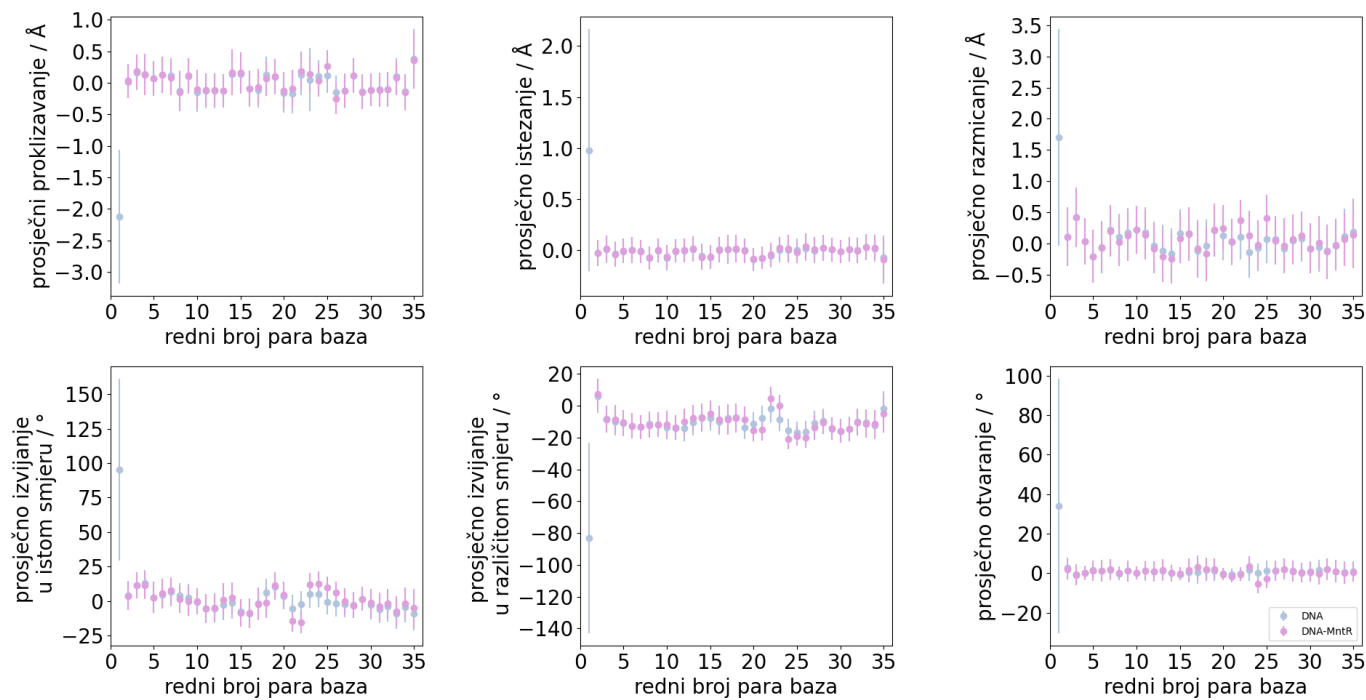 prosječni proklizavanje / Å
1.0
0.5
0.0
−0.5
−1.0
−1.5
−2.0
−2.5
−3.0
0 5 10 15 20 25 30 35
redni broj para baza
prosječno istezanje / Å
2.0
1.5
1.0
0.5
0.0
0 5 10 15 20 25 30 35
redni broj para baza
prosječno razmicanje / Å
3.5
3.0
2.5
2.0
1.5
1.0
0.5
0.0
−0.5
0 5 10 15 20 25 30 35
redni broj para baza
prosječno izvijanje
u istom smjeru / °
150
125
100
75
50
25
0
−25
0 5 10 15 20 25 30 35
redni broj para baza
prosječno izvijanje
u različitom smjeru / °
20
0
−20
−40
−60
−80
−100
−120
−140
0 5 10 15 20 25 30 35
redni broj para baza
prosječno otvaranje / °
100
80
60
40
20
0
−20
DNA
DNA-MntR
0 5 10 15 20 25 30 35
redni broj para baza